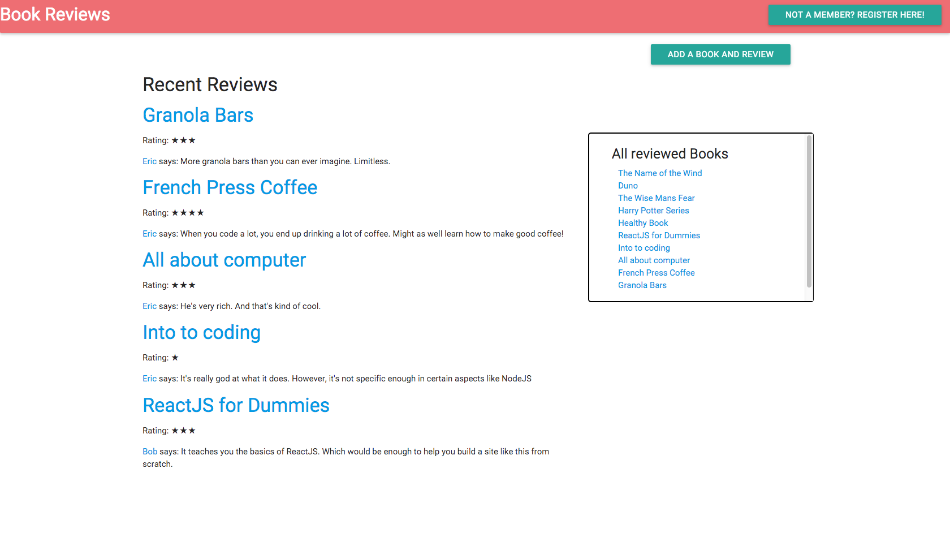 Book Reviews
NOT A MEMBER? REGISTER HERE!
ADD A BOOK AND REVIEW
Recent Reviews
Granola Bars
Rating: ★★★
Eric says: More granola bars than you can ever imagine. Limitless.
French Press Coffee
Rating: ★★★★
Eric says: When you code a lot, you end up drinking a lot of coffee. Might as well learn how to make good coffee!
All about computer
Rating: ★★★
Eric says: He's very rich. And that's kind of cool.
Into to coding
Rating: ★
Eric says: It's really god at what it does. However, it's not specific enough in certain aspects like NodeJS
ReactJS for Dummies
Rating: ★★★
Bob says: It teaches you the basics of ReactJS. Which would be enough to help you build a site like this from
scratch.
All reviewed Books
The Name of the Wind
Duno
The Wise Mans Fear
Harry Potter Series
Healthy Book
ReactJS for Dummies
Into to coding
All about computer
French Press Coffee
Granola Bars